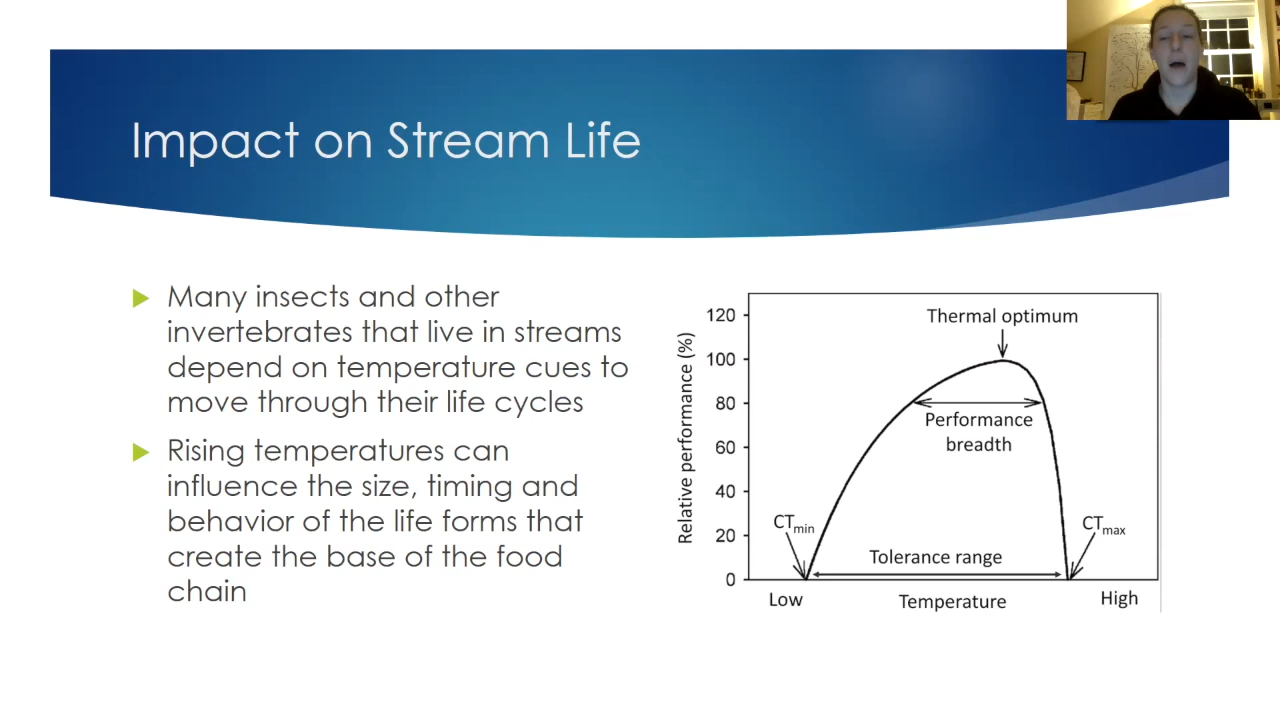 Impact on Stream Life
Many insects and other
invertebrates that live in streams
depend on temperature cues to
move through their life cycles
Rising temperatures can
influence the size, timing and
behavior of the life forms that
create the base of the food
chain
Relative performance (%)
120
100
80
60
40
20
0
Thermal optimum
Performance
breadth
CTmin
CTmax
Tolerance range
Low
Temperature
High